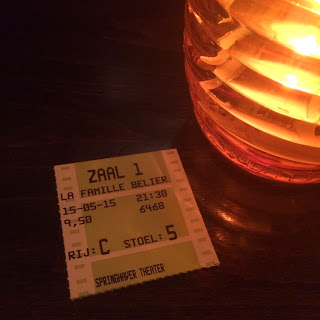 ZAAL 1
LA FAMILLE BELIER
15-05-15 21:30
9,50 6468
RIJ: C STOEL: 5
SPRINGHAVER THEATER